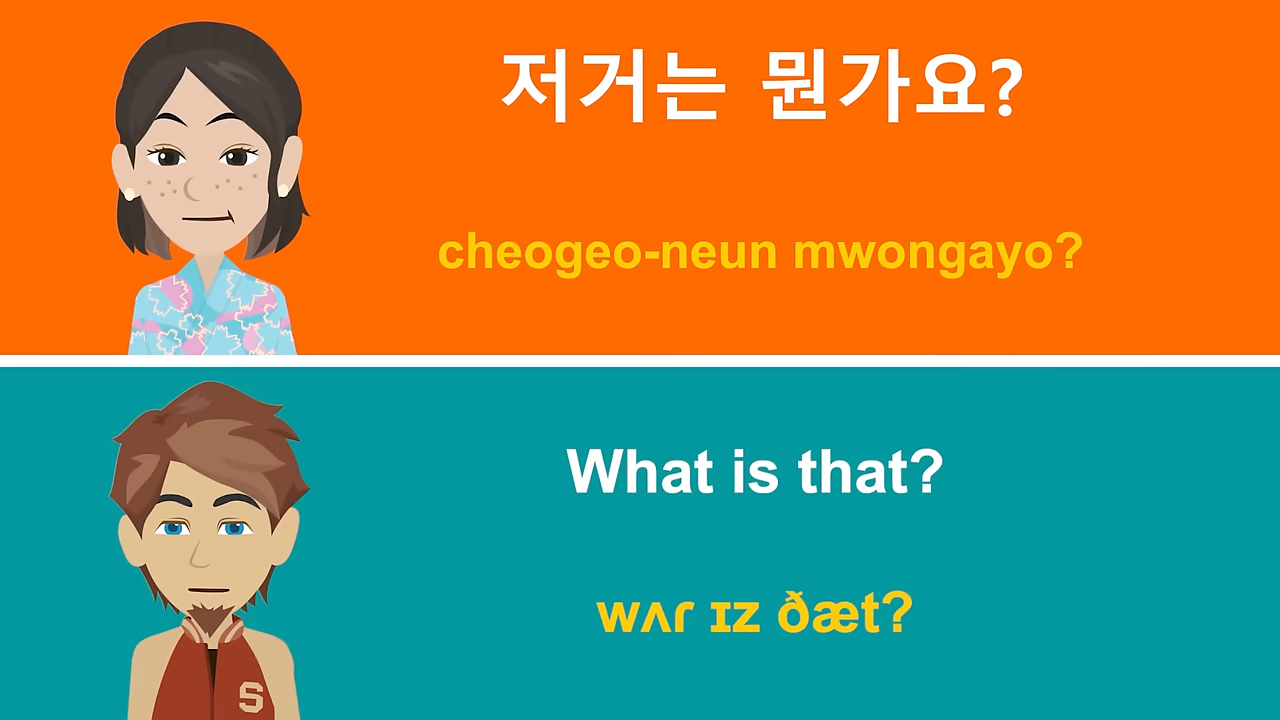 저거는 뭔가요?
cheogeo-neun mwongayo?
What is that?
wʌɾ ɪz ðæt?
S